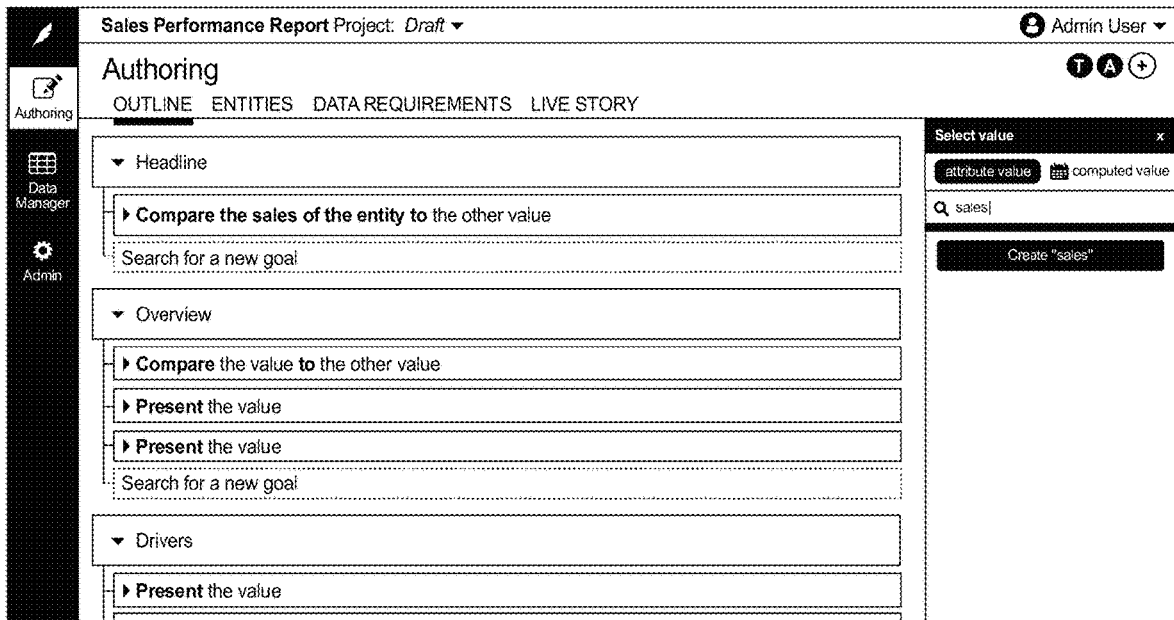 Sales Performance Report Project: Draft
Admin User
Authoring
T A +
OUTLINE ENTITIES DATA REQUIREMENTS LIVE STORY
Authoring
Data
Manager
Admin
Headline
Compare the sales of the entity to the other value
Search for a new goal
Overview
Compare the value to the other value
Present the value
Present the value
Search for a new goal
Drivers
Present the value
Select value x
attribute value computed value
sales
Create "sales"